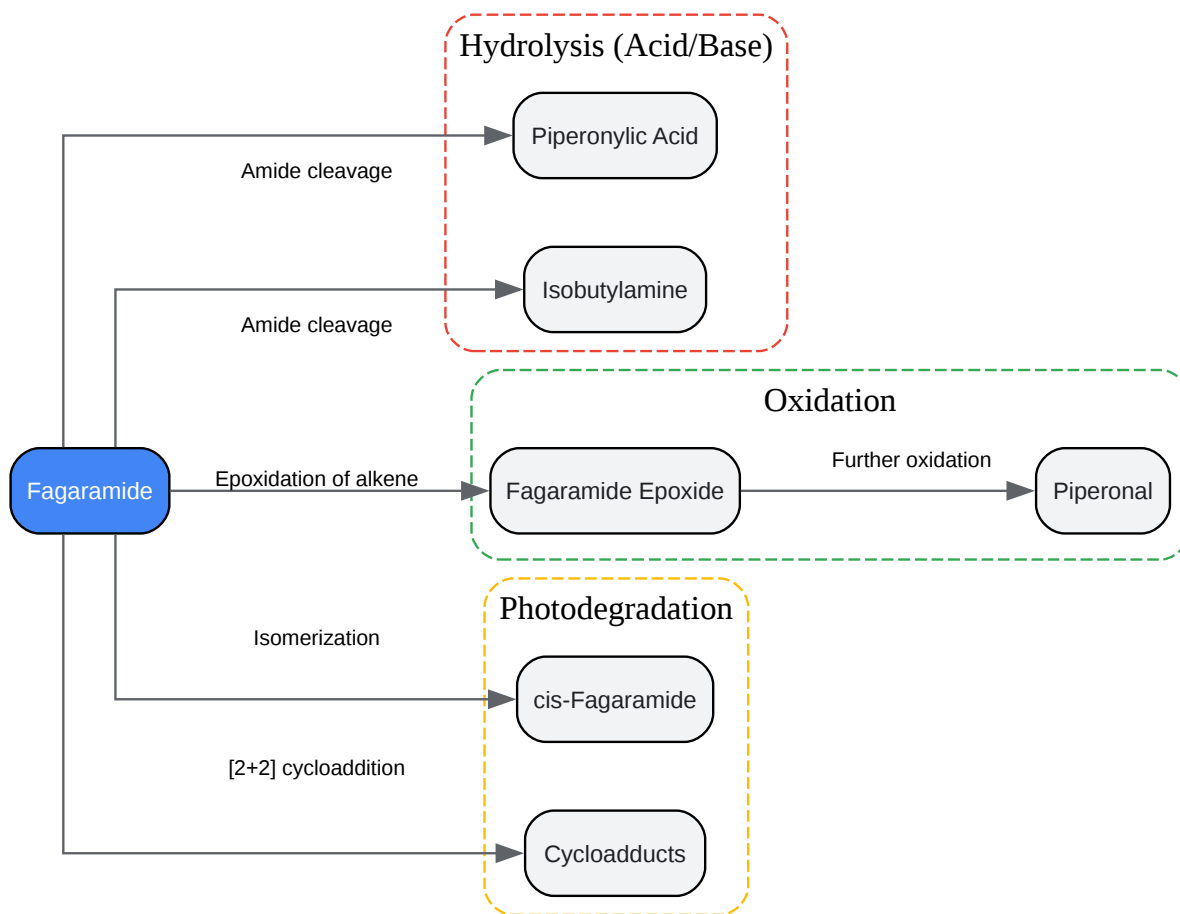 Hydrolysis (Acid/Base)
Piperonylic Acid
Amide cleavage
Isobutylamine
Amide cleavage
Oxidation
Fagaramide
Epoxidation of alkene
Fagaramide Epoxide
Further oxidation
Piperonal
Photodegradation
Isomerization
cis-Fagaramide
[2+2] cycloaddition
Cycloadducts